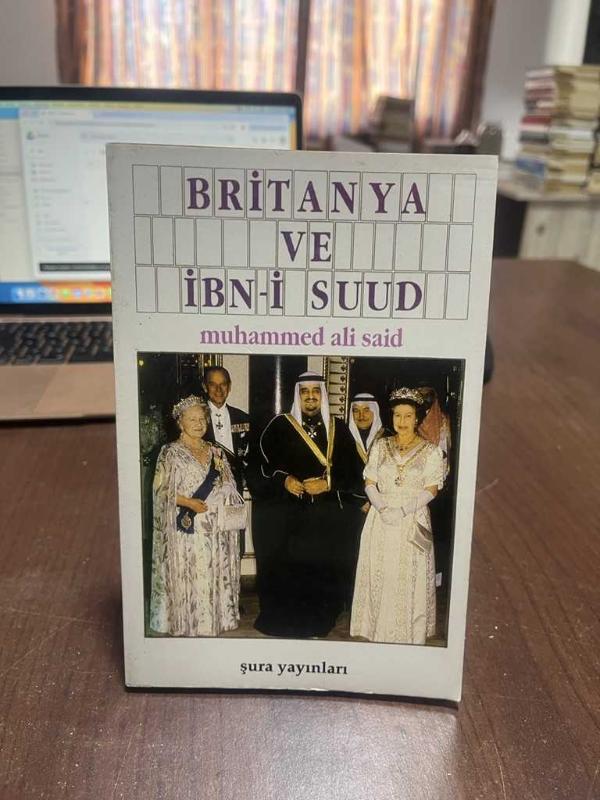 BRİTANYA
VE
İBN-İ SUUD
muhammed ali said
şura yayınları